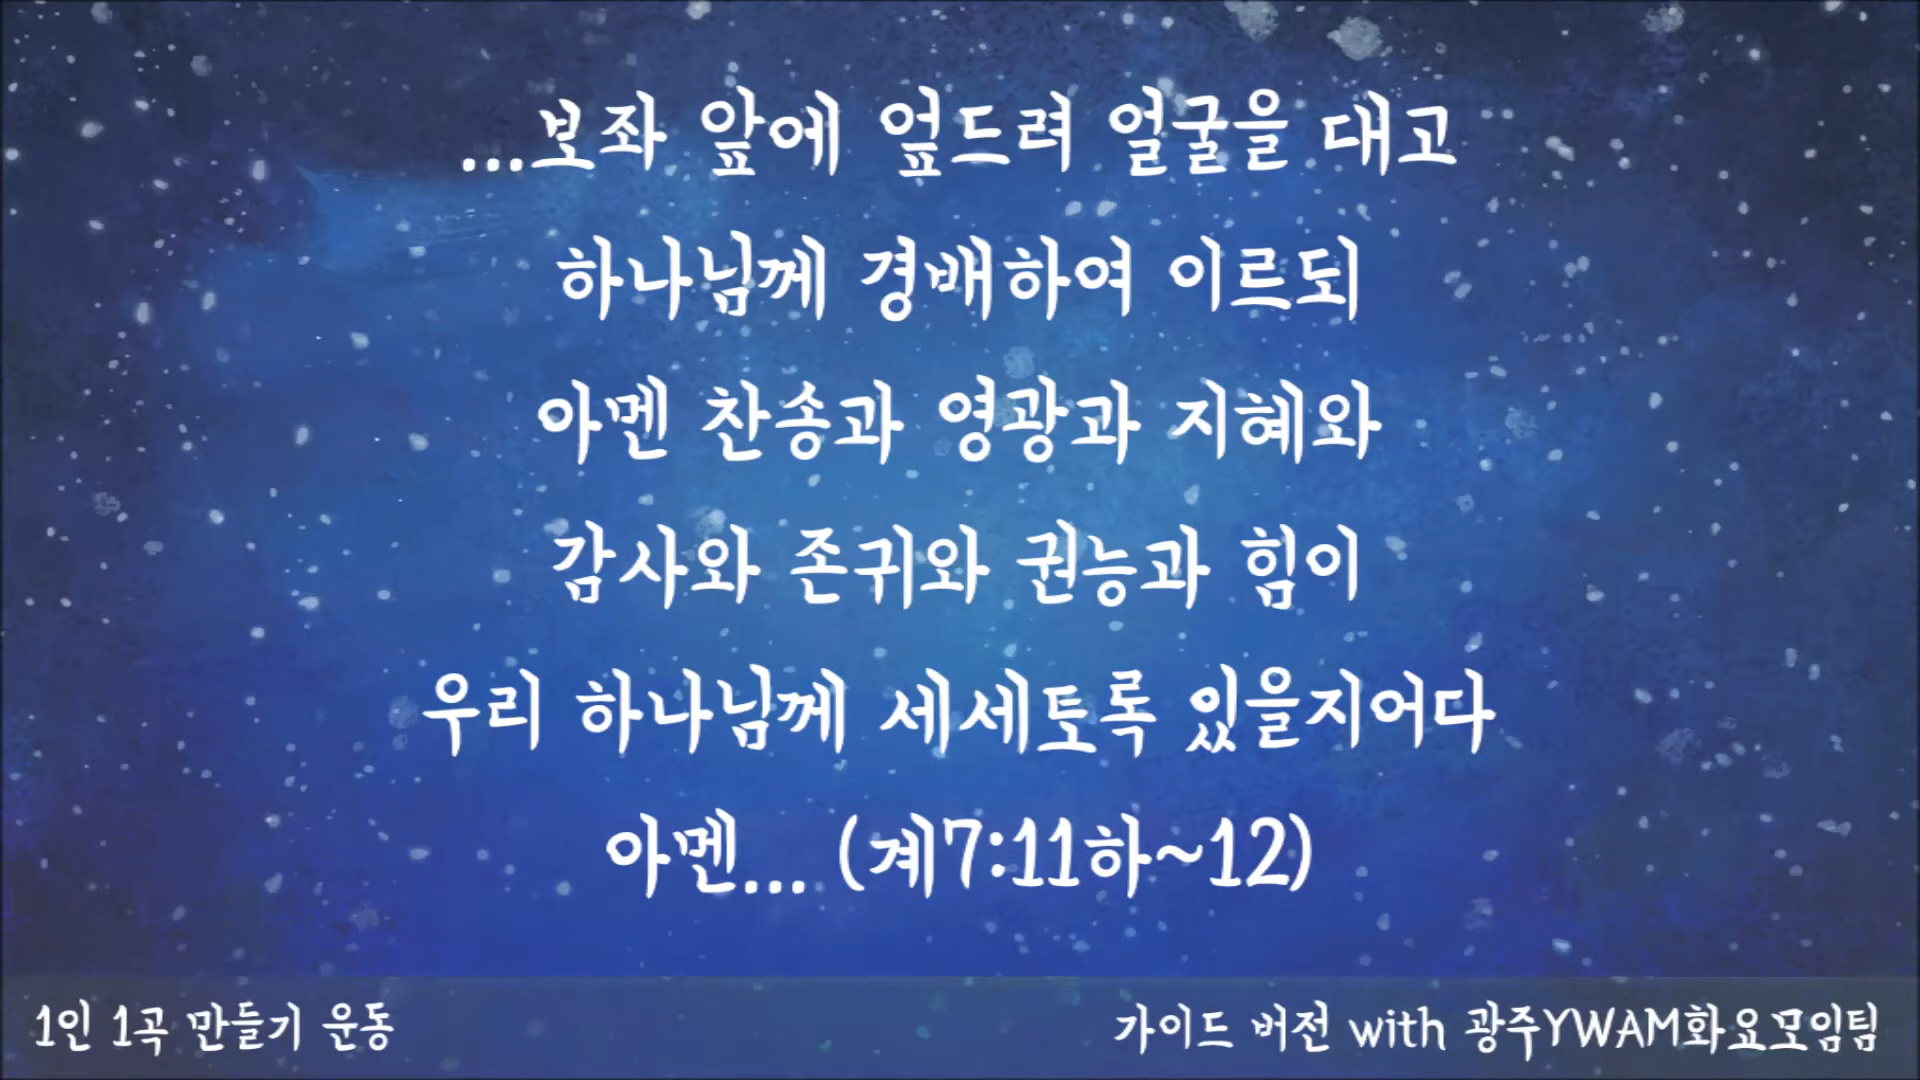 ...보좌 앞에 엎드려 얼굴을 대고
하나님께 경배하여 이르되
아멘 찬송과 영광과 지혜와
감사와 존귀와 권능과 힘이
우리 하나님께 세세토록 있을지어다
아멘... (계7:11하~12)
1인 1곡 만들기 운동
가이드 버전 with 광주YWAM화요모임팀